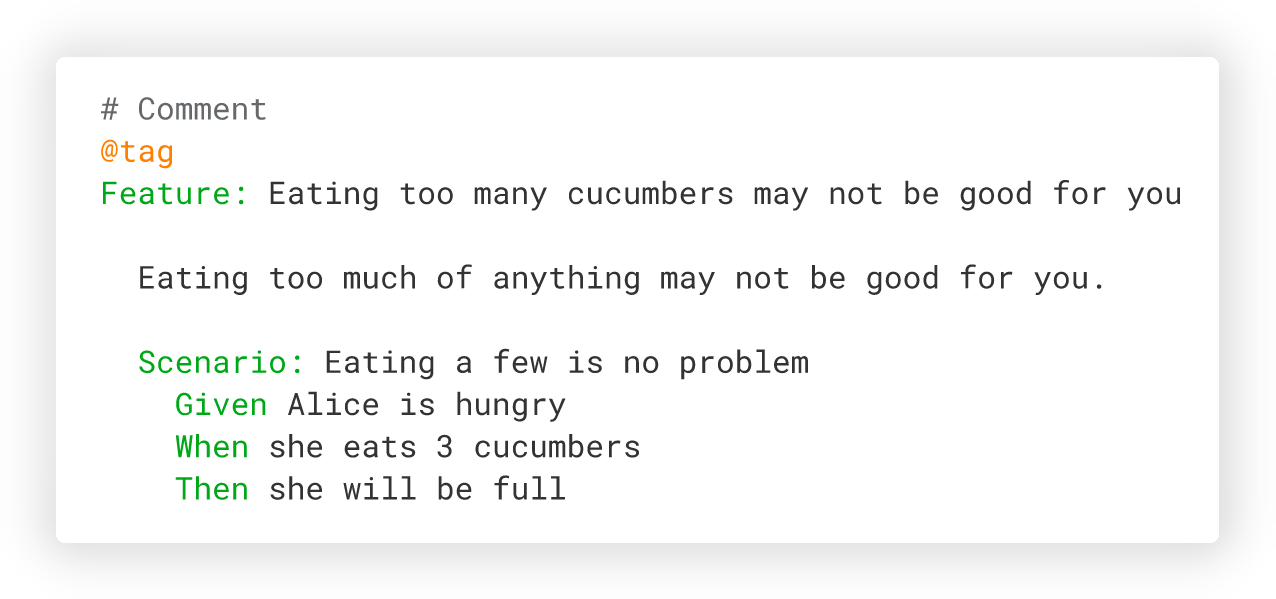 # Comment
@tag
Feature: Eating too many cucumbers may not be good for you
Eating too much of anything may not be good for you.
Scenario: Eating a few is no problem
Given Alice is hungry
When she eats 3 cucumbers
Then she will be full